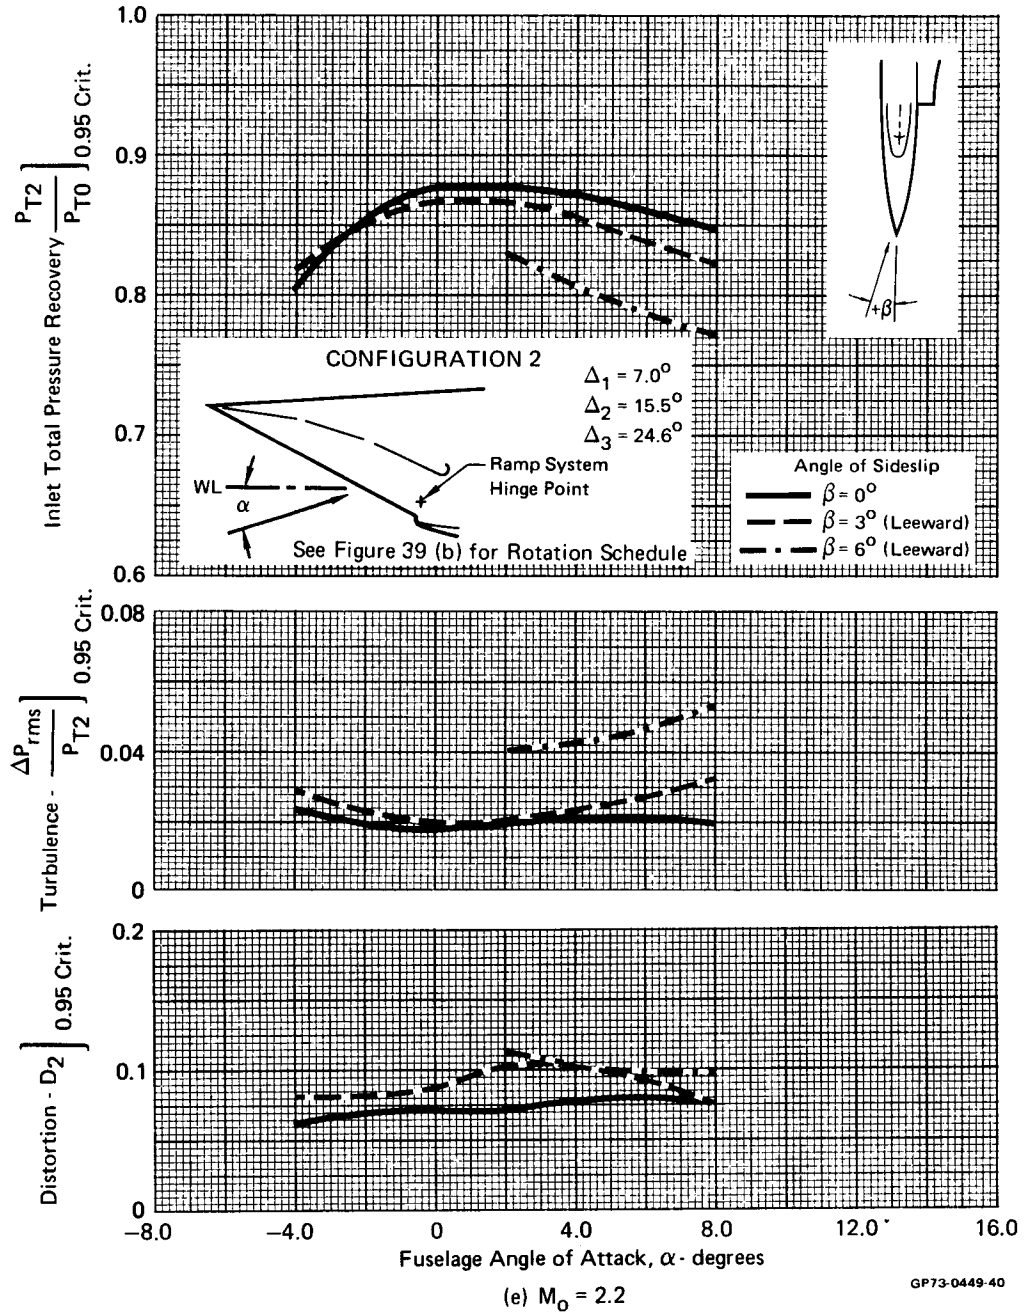 1.0
0.9
0.8
0.7
0.6
Inlet Total Pressure Recovery P_T2 / P_T0 ] 0.95 Crit.
+β
CONFIGURATION 2
Δ₁ = 7.0°
Δ₂ = 15.5°
Δ₃ = 24.6°
Ramp System
Hinge Point
WL
α
See Figure 39 (b) for Rotation Schedule
Angle of Sideslip
β = 0°
β = 3° (Leeward)
β = 6° (Leeward)
0.08
0.04
0
Turbulence - ΔP_rms / P_T2 ] 0.95 Crit.
0.2
0.1
0
Distortion - D₂ ] 0.95 Crit.
−8.0 −4.0 0 4.0 8.0 12.0 16.0
Fuselage Angle of Attack, α - degrees
(e) M₀ = 2.2
GP73-0449-40